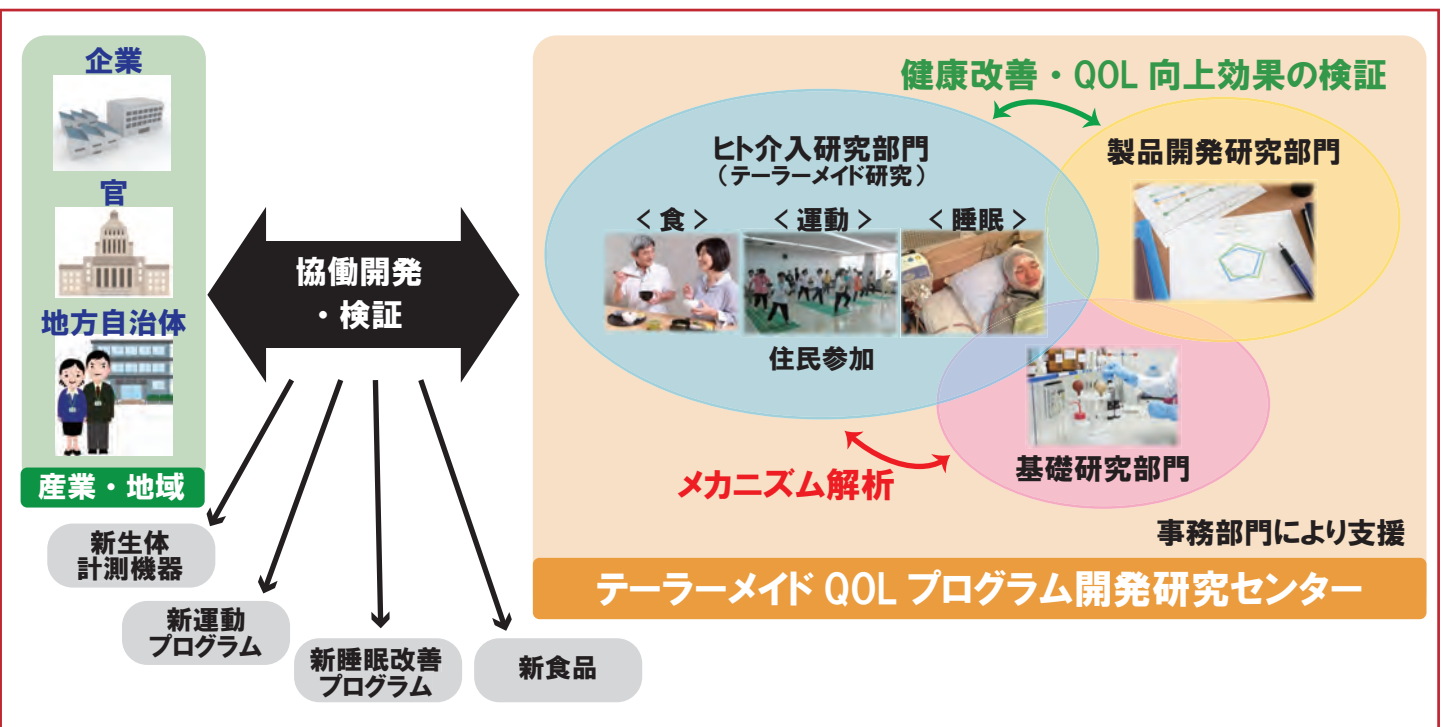 企業
官
地方自治体
産業・地域
協働開発
・検証
新生体
計測機器
新運動
プログラム
新睡眠改善
プログラム
新食品
健康改善・QOL 向上効果の検証
ヒト介入研究部門
（テーラーメイド研究）
＜食＞
＜運動＞
＜睡眠＞
住民参加
製品開発研究部門
基礎研究部門
メカニズム解析
事務部門により支援
テーラーメイド QOL プログラム開発研究センター